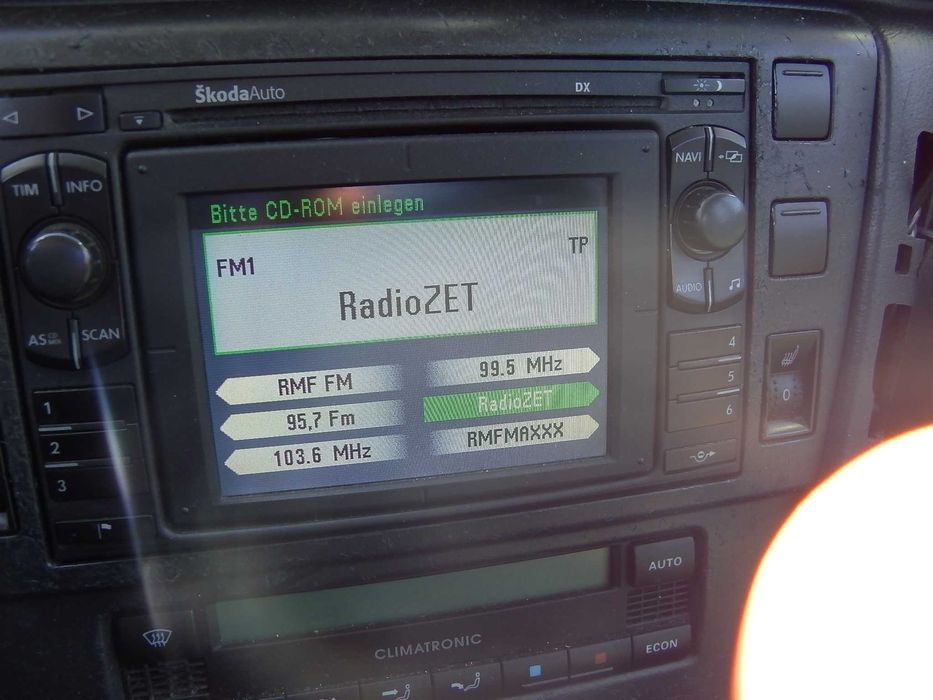 ŠkodaAuto
DX
TIM INFO
NAVI
Bitte CD-ROM einlegen
FM1
TP
RadioZET
AS CD MDI SCAN
AUDIO
RMF FM
99.5 MHz
95,7 Fm
RadioZET
103.6 MHz
RMFMAXXX
1
2
3
4
5
6
0
AUTO
CLIMATRONIC
ECON